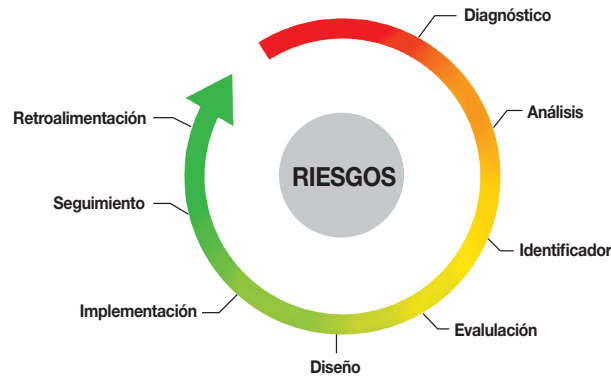 Diagnóstico
Análisis
Identificador
Evalulación
Diseño
Implementación
Seguimiento
Retroalimentación
RIESGOS